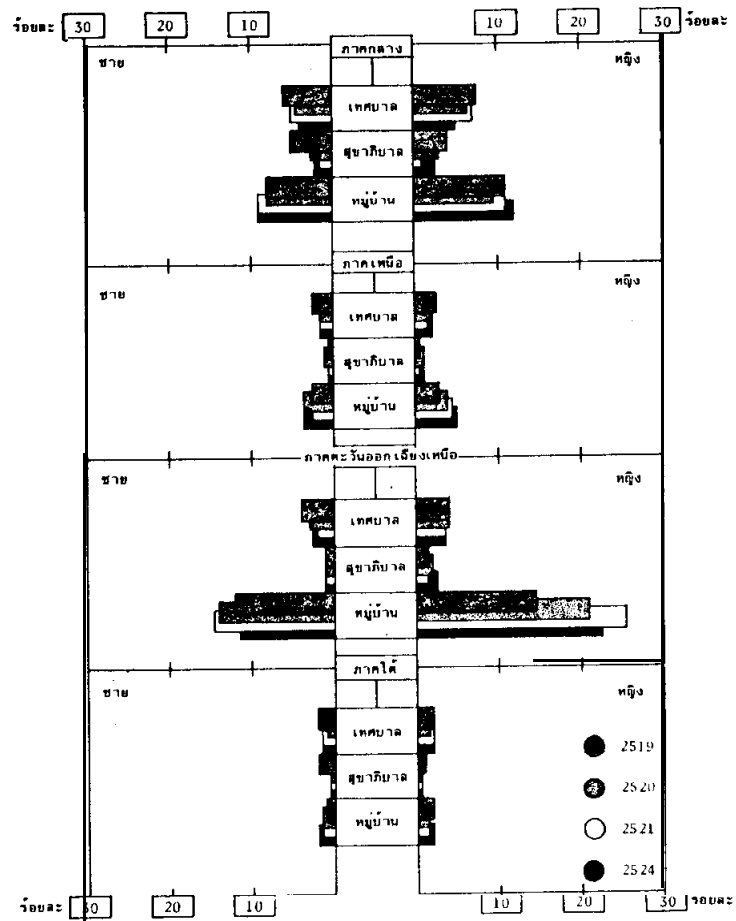 ร้อยละ 30 20 10 10 20 30 ร้อยละ
ภาคกลาง
ชาย หญิง
เทศบาล
สุขาภิบาล
หมู่บ้าน
ภาคเหนือ
ชาย หญิง
เทศบาล
สุขาภิบาล
หมู่บ้าน
ภาคตะวันออกเฉียงเหนือ
ชาย หญิง
เทศบาล
สุขาภิบาล
หมู่บ้าน
ภาคใต้
ชาย หญิง
เทศบาล
2519
สุขาภิบาล
2520
หมู่บ้าน
2521
2524
ร้อยละ 30 20 10 10 20 30 ร้อยละ